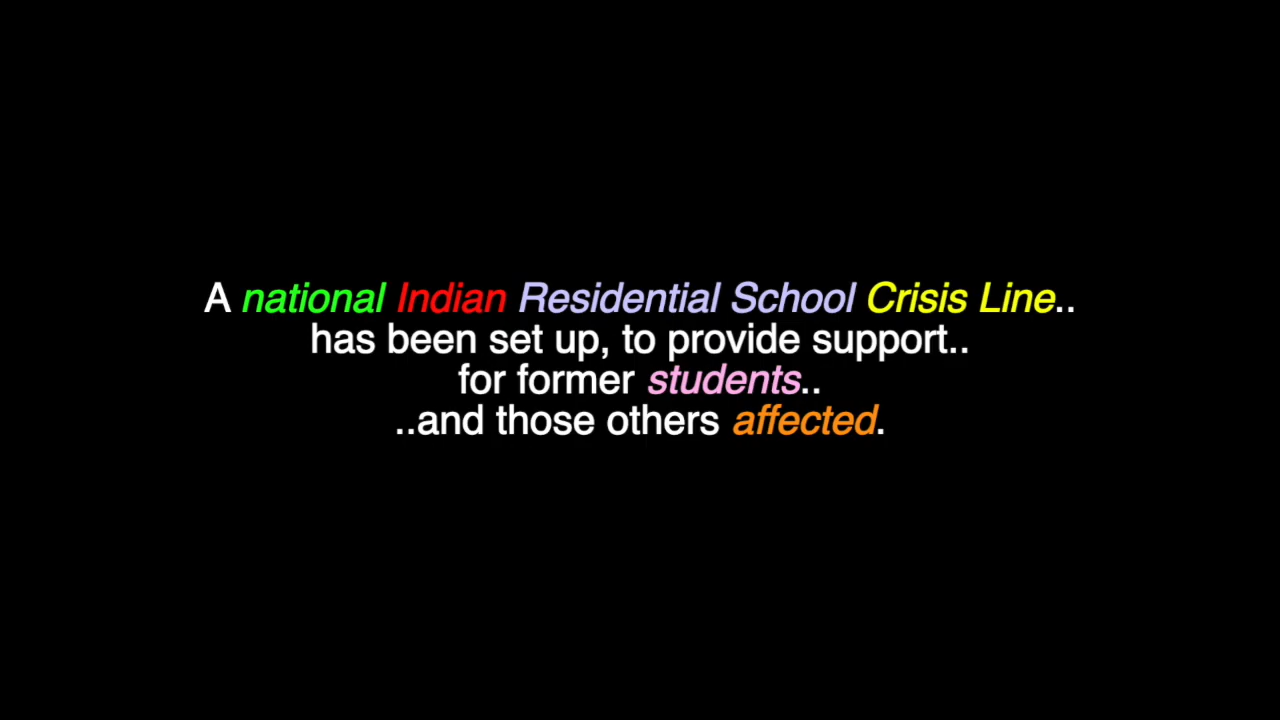 A national Indian Residential School Crisis Line..
has been set up, to provide support..
for former students..
..and those others affected.